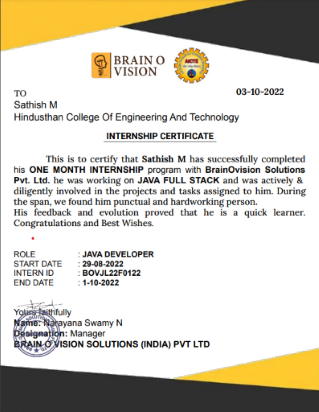 BRAIN O
VISION
AICTE
03-10-2022
TO
Sathish M
Hindusthan College Of Engineering And Technology
INTERNSHIP CERTIFICATE
This is to certify that Sathish M has successfully completed
his ONE MONTH INTERNSHIP program with BrainOvision Solutions
Pvt. Ltd. he was working on JAVA FULL STACK and was actively &
diligently involved in the projects and tasks assigned to him. During
the span, we found him punctual and hardworking person.
His feedback and evolution proved that he is a quick learner.
Congratulations and Best Wishes.
ROLE : JAVA DEVELOPER
START DATE : 29-08-2022
INTERN ID : BOVJL22F0122
END DATE : 1-10-2022
Yours faithfully
Name: Narayana Swamy N
Designation: Manager
BRAIN O VISION SOLUTIONS (INDIA) PVT LTD